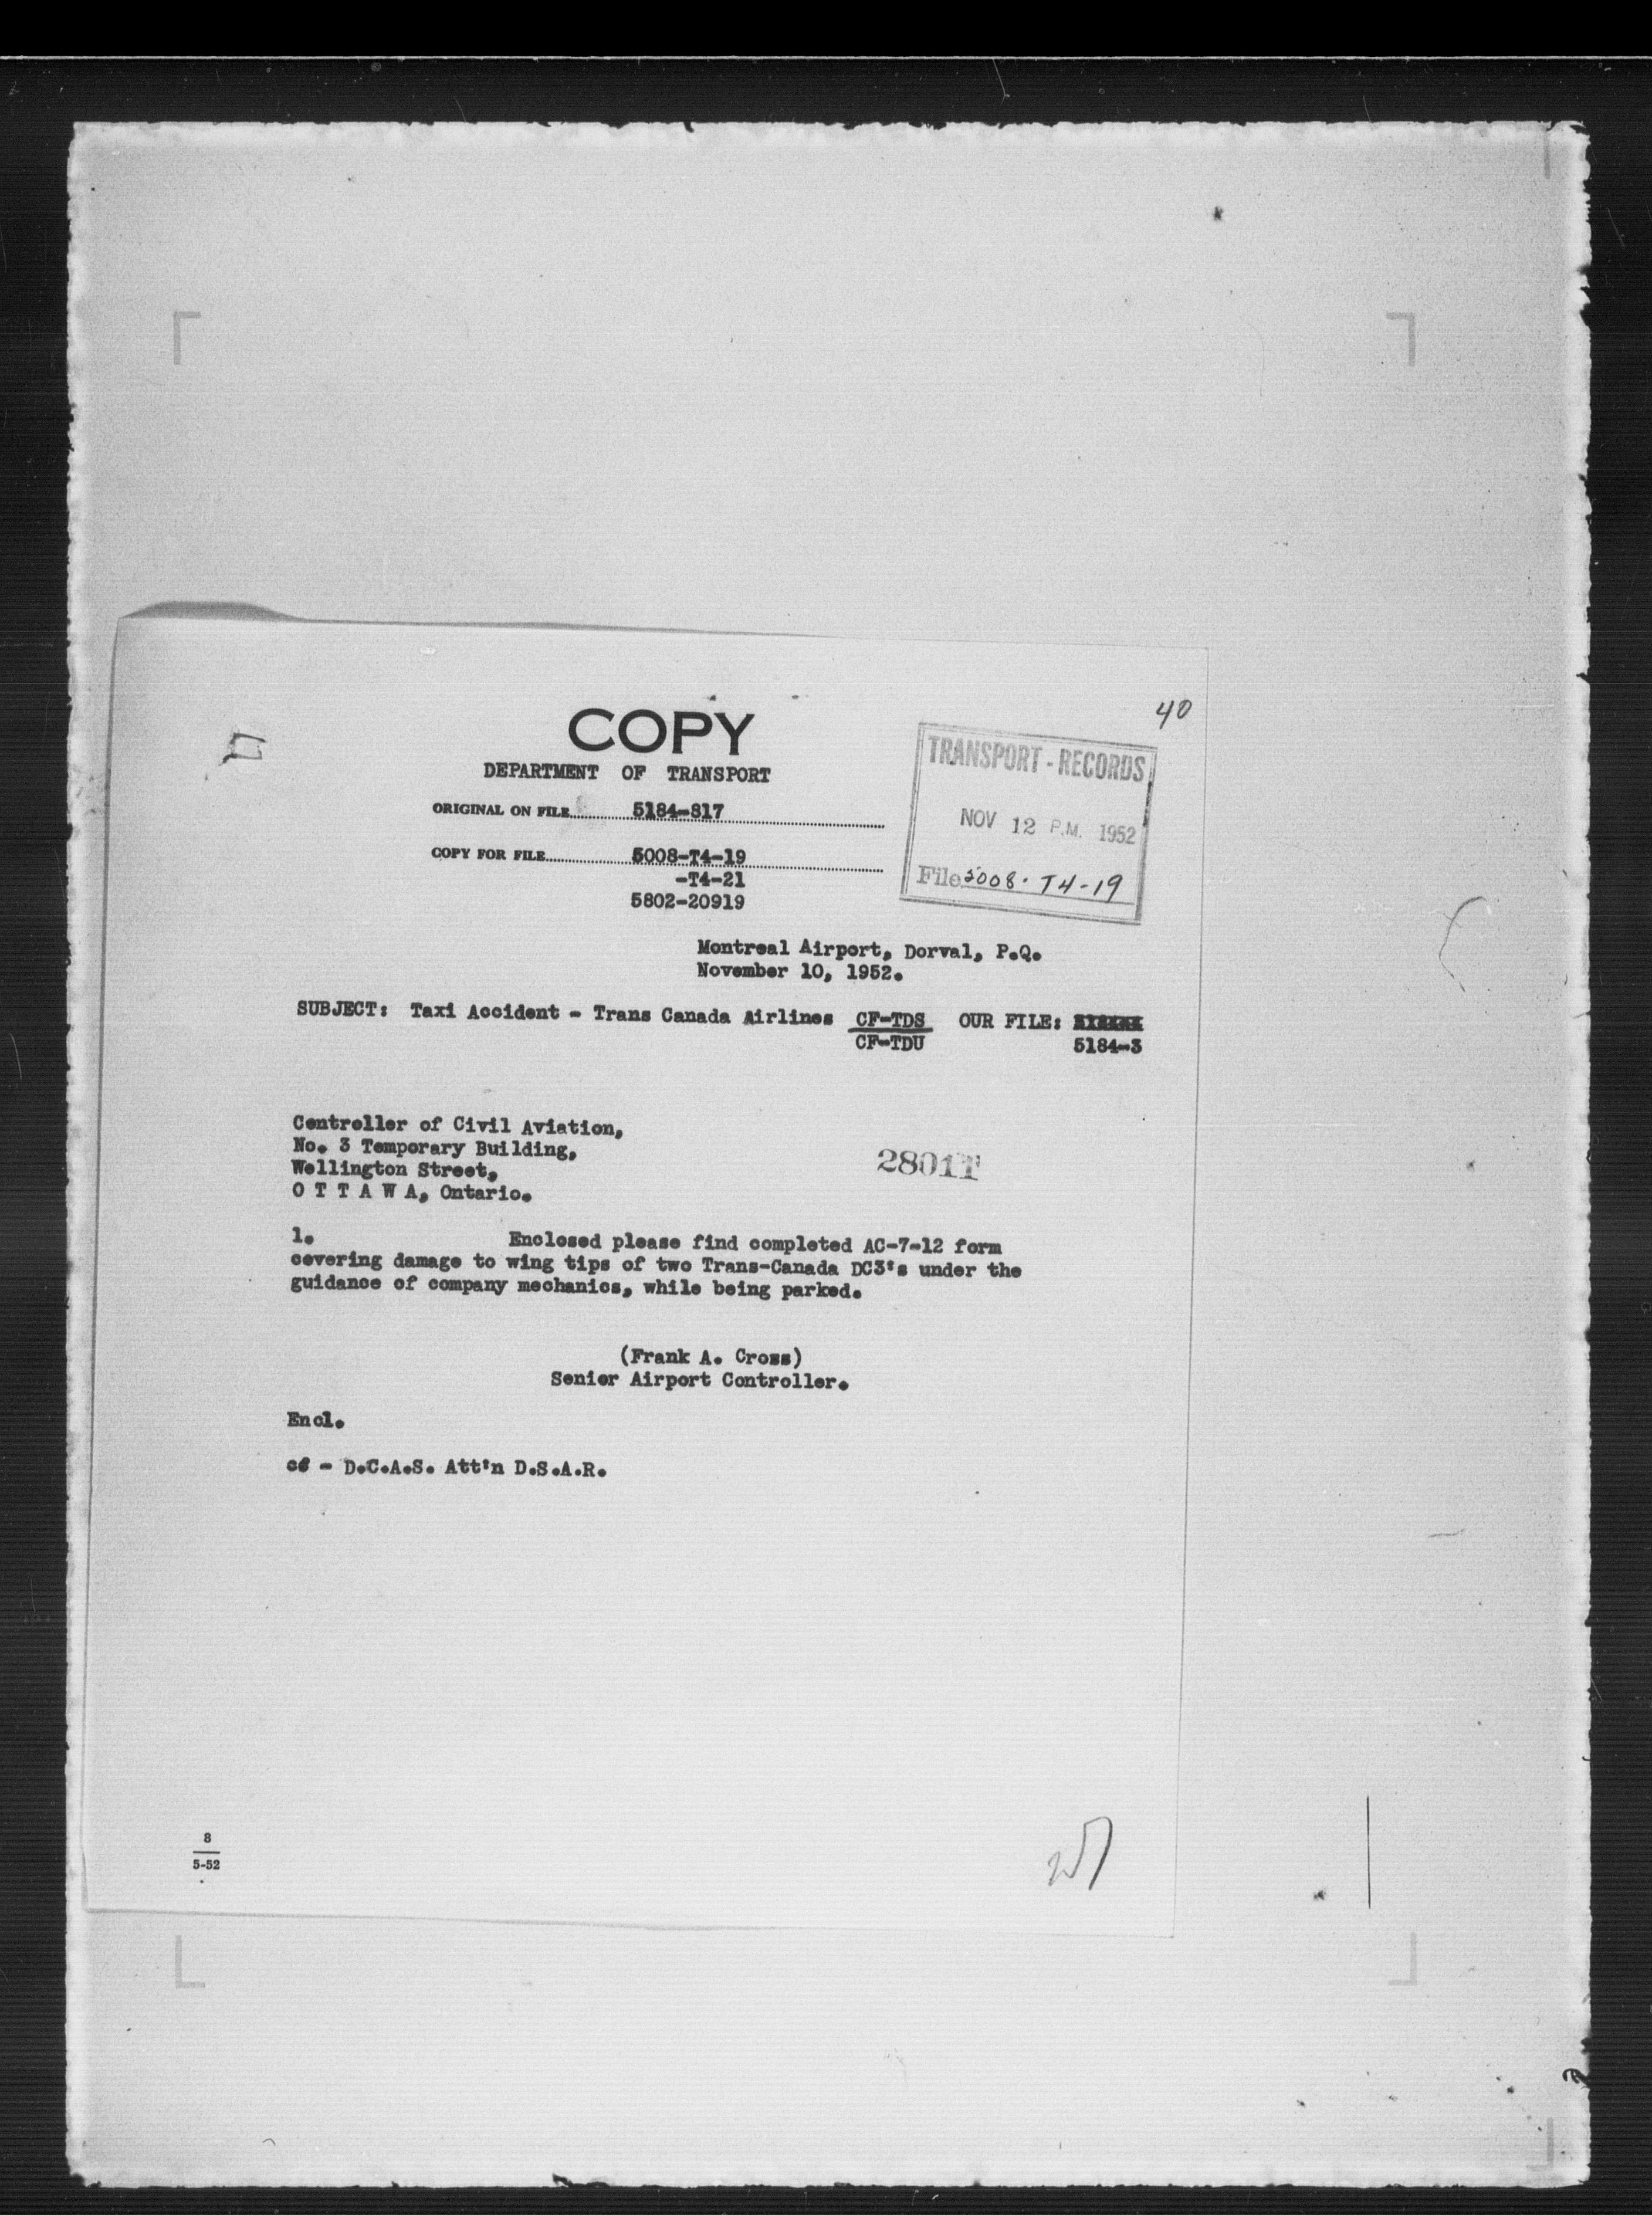 40
COPY
DEPARTMENT OF TRANSPORT
TRANSPORT - RECORDS
NOV 12 P.M. 1952
File 5008. T4-19
ORIGINAL ON FILE 5184-817
COPY FOR FILE 5008-T4-19
-T4-21
5802-20919
Montreal Airport, Dorval, P.Q.
November 10, 1952.
SUBJECT: Taxi Accident - Trans Canada Airlines CF-TDS OUR FILE:
CF-TDU 5184-3
Controller of Civil Aviation,
No. 3 Temporary Building,
Wellington Street,
O T T A W A, Ontario.
28011
1. Enclosed please find completed AC-7-12 form
covering damage to wing tips of two Trans-Canada DC3's under the
guidance of company mechanics, while being parked.
(Frank A. Cross)
Senior Airport Controller.
Encl.
cc - D.C.A.S. Att'n D.S.A.R.
8
5-52